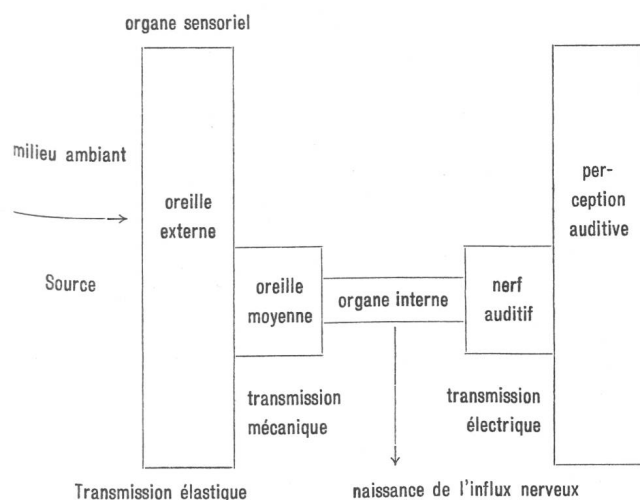 organe sensoriel
milieu ambiant
Source
oreille
externe
oreille
moyenne
organe interne
nerf
auditif
per-
ception
auditive
transmission
mécanique
transmission
électrique
Transmission élastique
naissance de l'influx nerveux